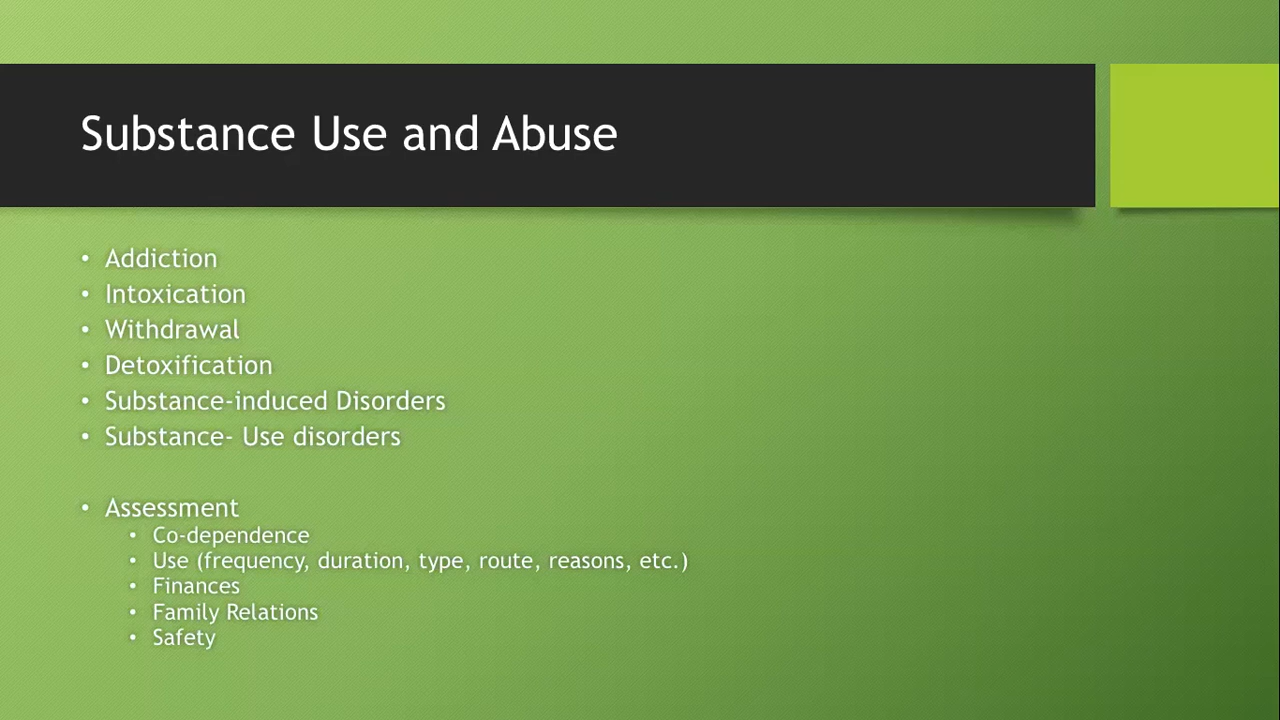 Substance Use and Abuse
• Addiction
• Intoxication
• Withdrawal
• Detoxification
• Substance-induced Disorders
• Substance- Use disorders
• Assessment
• Co-dependence
• Use (frequency, duration, type, route, reasons, etc.)
• Finances
• Family Relations
• Safety